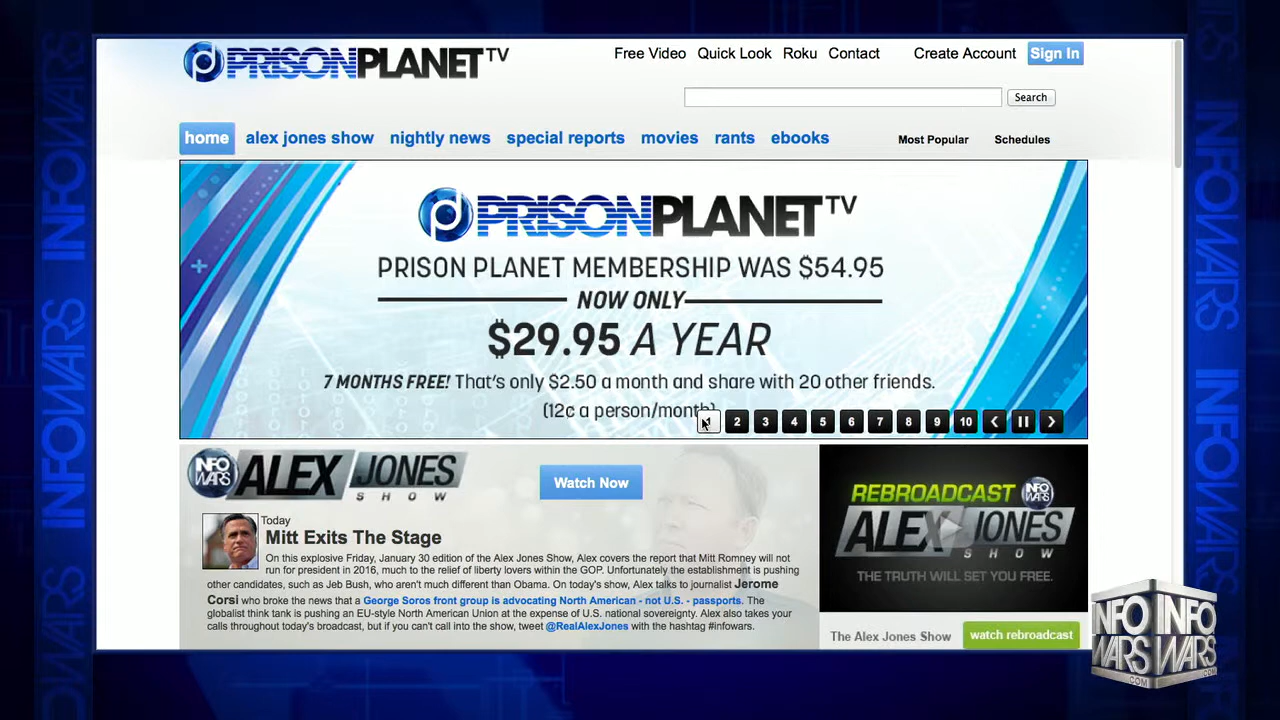 PRISONPLANET TV
Free Video Quick Look Roku Contact Create Account Sign In
Search
home alex jones show nightly news special reports movies rants ebooks Most Popular Schedules
PRISONPLANET TV
PRISON PLANET MEMBERSHIP WAS $54.95
NOW ONLY
$29.95 A YEAR
7 MONTHS FREE! That's only $2.50 a month and share with 20 other friends.
(12c a person/month)
1 2 3 4 5 6 7 8 9 10
INFO WARS ALEX JONES SHOW
Watch Now
Today
Mitt Exits The Stage
On this explosive Friday, January 30 edition of the Alex Jones Show, Alex covers the report that Mitt Romney will not
run for president in 2016, much to the relief of liberty lovers within the GOP. Unfortunately the establishment is pushing
other candidates, such as Jeb Bush, who aren't much different than Obama. On today's show, Alex talks to journalist Jerome
Corsi who broke the news that a George Soros front group is advocating North American - not U.S. - passports. The
globalist think tank is pushing an EU-style North American Union at the expense of U.S. national sovereignty. Alex also takes your
calls throughout today's broadcast, but if you can't call into the show, tweet @RealAlexJones with the hashtag #infowars.
REBROADCAST INFO WARS
ALEX JONES
SHOW
THE TRUTH WILL SET YOU FREE.
The Alex Jones Show watch rebroadcast
INFO WARS .COM
INFO WARS .COM
INFOWARS
INFOWARS